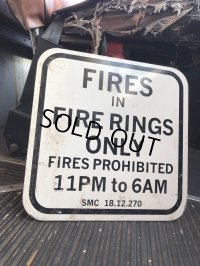 FIRES
IN
FIRE RINGS
SOLD OUT
ONLY
FIRES PROHIBITED
11PM to 6AM
SMC 18.12.270